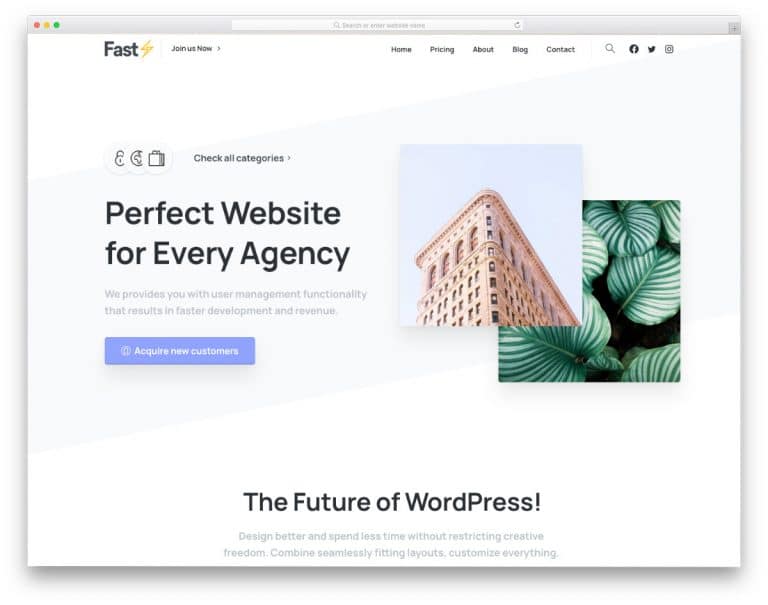 Search or enter website name
Fast
Join us Now
Home
Pricing
About
Blog
Contact
Check all categories
Perfect Website
for Every Agency
We provides you with user management functionality
that results in faster development and revenue.
Acquire new customers
The Future of WordPress!
Design better and spend less time without restricting creative
freedom. Combine seamlessly fitting layouts, customize everything.